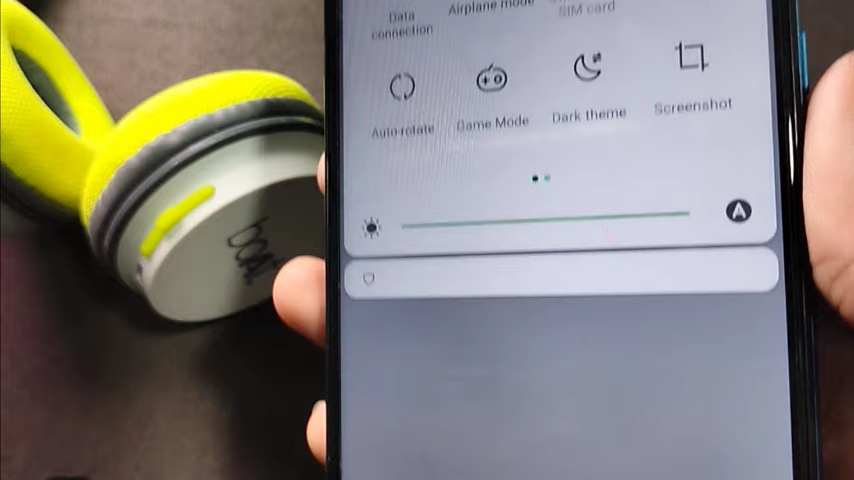 Data
connection
Airplane mode
SIM card
Auto-rotate
Game Mode
Dark theme
Screenshot
A
boAt